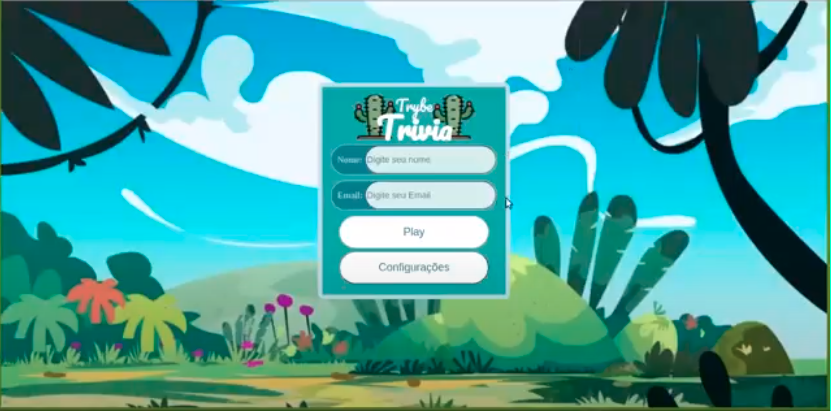 Trybe
Trivia
Nome: Digite seu nome
Email: Digite seu Email
Play
Configurações